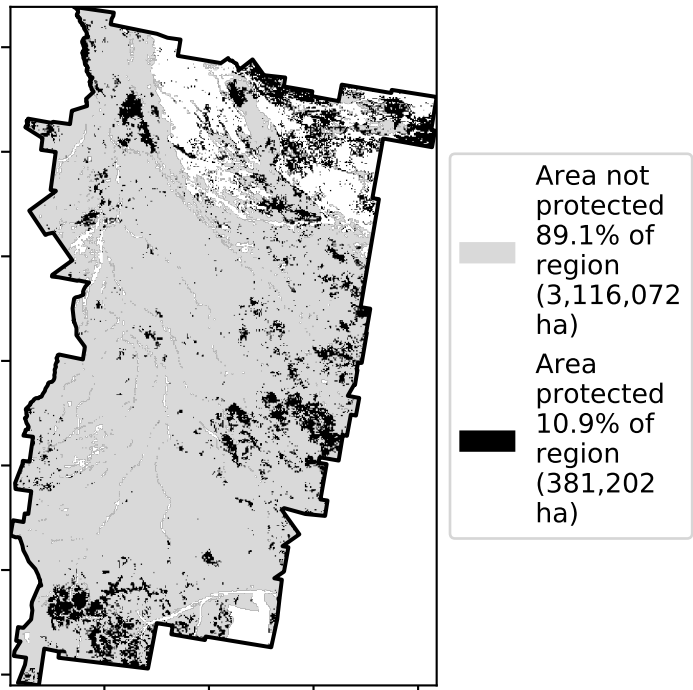 Area not
protected
89.1% of
region
(3,116,072
ha)
Area
protected
10.9% of
region
(381,202
ha)